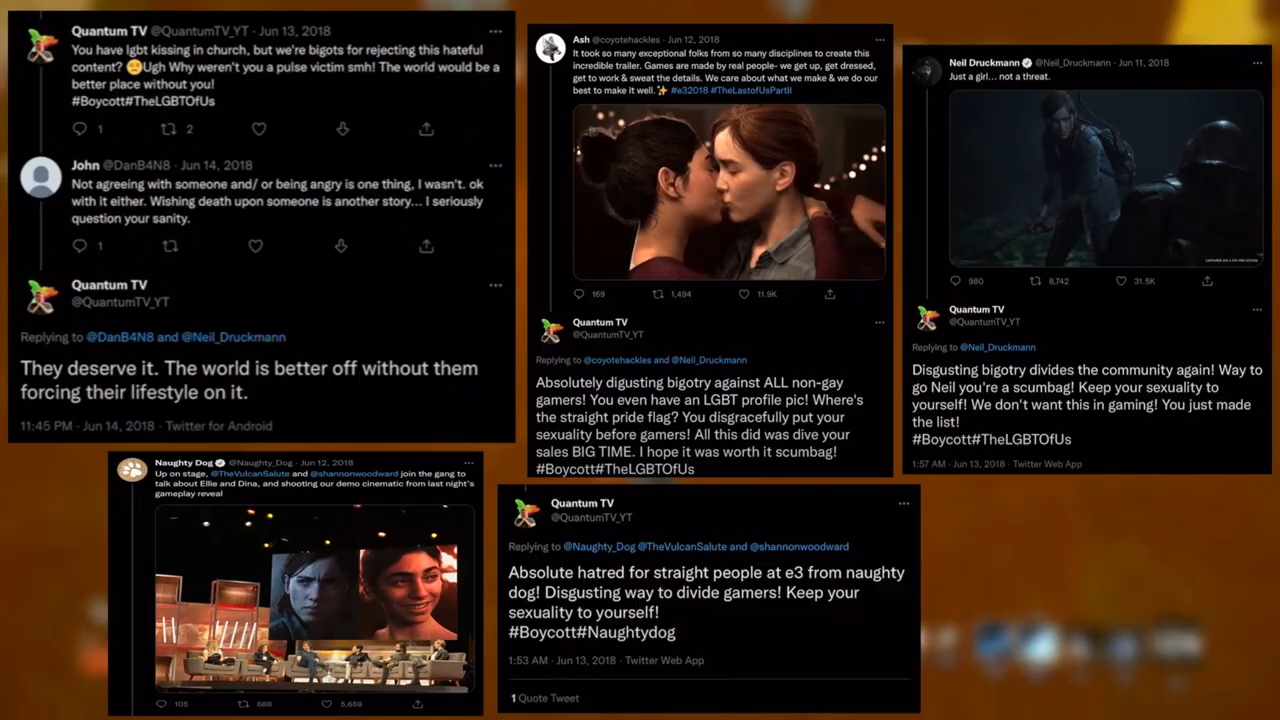 Quantum TV @QuantumTV_YT · Jun 13, 2018
You have lgbt kissing in church, but we're bigots for rejecting this hateful
content? 😠Ugh Why weren't you a pulse victim smh! The world would be a
better place without you!
#Boycott#TheLGBTOfUs
1 2
John @DanB4N8 · Jun 14, 2018
Not agreeing with someone and/ or being angry is one thing, I wasn't. ok
with it either. Wishing death upon someone is another story... I seriously
question your sanity.
1
Quantum TV
@QuantumTV_YT
Replying to @DanB4N8 and @Neil_Druckmann
They deserve it. The world is better off without them
forcing their lifestyle on it.
11:45 PM · Jun 14, 2018 · Twitter for Android
Ash @coyotehackles · Jun 12, 2018
It took so many exceptional folks from so many disciplines to create this
incredible trailer. Games are made by real people- we get up, get dressed,
get to work & sweat the details. We care about what we make & we do our
best to make it well.✨ #e32018 #TheLastofUsPartII
169 1,494 11.9K
Quantum TV
@QuantumTV_YT
Replying to @coyotehackles and @Neil_Druckmann
Absolutely digusting bigotry against ALL non-gay
gamers! You even have an LGBT profile pic! Where's
the straight pride flag? You disgracefully put your
sexuality before gamers! All this did was dive your
sales BIG TIME. I hope it was worth it scumbag!
#Boycott#TheLGBTOfUs
Neil Druckmann @Neil_Druckmann · Jun 11, 2018
Just a girl... not a threat.
980 8,742 31.5K
Quantum TV
@QuantumTV_YT
Replying to @Neil_Druckmann
Disgusting bigotry divides the community again! Way to
go Neil you're a scumbag! Keep your sexuality to
yourself! We don't want this in gaming! You just made
the list!
#Boycott#TheLGBTOfUs
1:57 AM · Jun 13, 2018 · Twitter Web App
Naughty Dog @Naughty_Dog · Jun 12, 2018
Up on stage, @TheVulcanSalute and @shannonwoodward join the gang to
talk about Ellie and Dina, and shooting our demo cinematic from last night's
gameplay reveal
105 688 5,659
Quantum TV
@QuantumTV_YT
Replying to @Naughty_Dog @TheVulcanSalute and @shannonwoodward
Absolute hatred for straight people at e3 from naughty
dog! Disgusting way to divide gamers! Keep your
sexuality to yourself!
#Boycott#Naughtydog
1:53 AM · Jun 13, 2018 · Twitter Web App
1 Quote Tweet